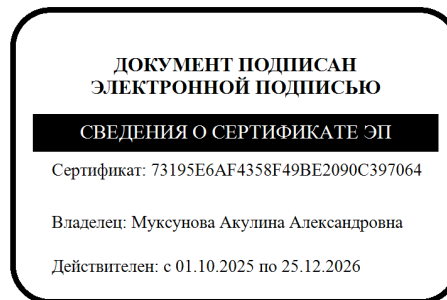 ДОКУМЕНТ ПОДПИСАН
ЭЛЕКТРОННОЙ ПОДПИСЬЮ
СВЕДЕНИЯ О СЕРТИФИКАТЕ ЭП
Сертификат: 73195E6AF4358F49BE2090C397064
Владелец: Муксунова Акулина Александровна
Действителен: с 01.10.2025 по 25.12.2026